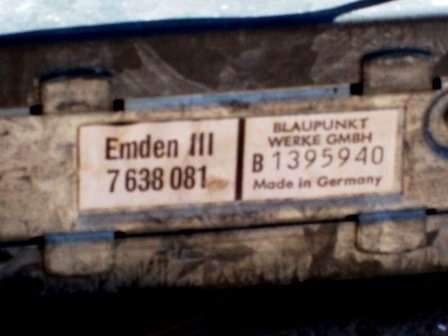 Emden III
7 638 081
BLAUPUNKT
WERKE GMBH
B 1395940
Made in Germany